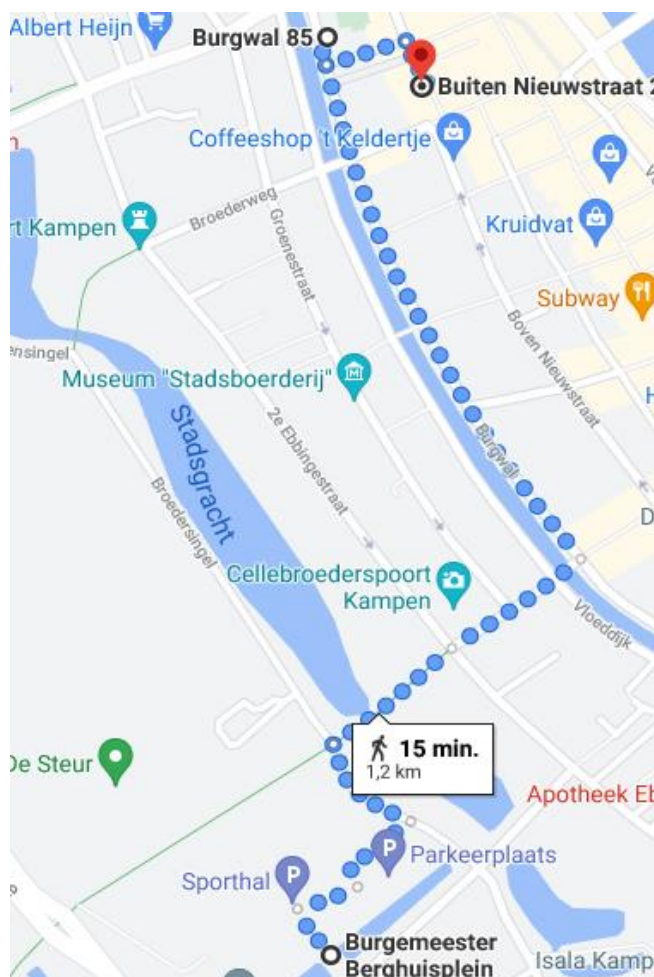 Albert Heijn
Burgwal 85
Buiten Nieuwstraat 2
Coffeeshop 't Keldertje
Broederweg
Groenestraat
Kampen
Kruidvat
Subway
Boven Nieuwstraat
Museum "Stadsboerderij"
2e Ebbingestraat
Burgwal
Stadsgracht
Broedersingel
Cellebroederspoort
Kampen
Vloeddijk
15 min.
1,2 km
De Steur
Apotheek Eb
P
Parkeerplaats
Sporthal
P
Burgemeester
Berghuisplein
Isala Kamp